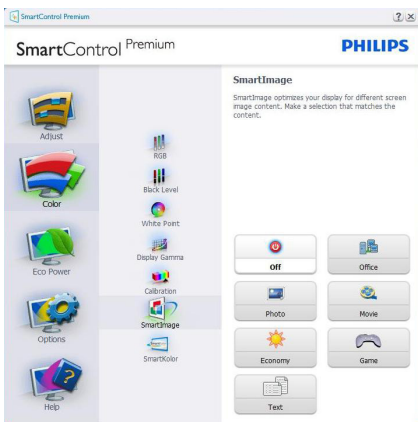 SmartControl Premium
SmartControl Premium
PHILIPS
Adjust
Color
Eco Power
Options
Help
RGB
Black Level
White Point
Display Gamma
Calibration
SmartImage
SmartKolor
SmartImage
SmartImage optimizes your display for different screen
image content. Make a selection that matches the
content.
Off
Office
Photo
Movie
Economy
Game
Text